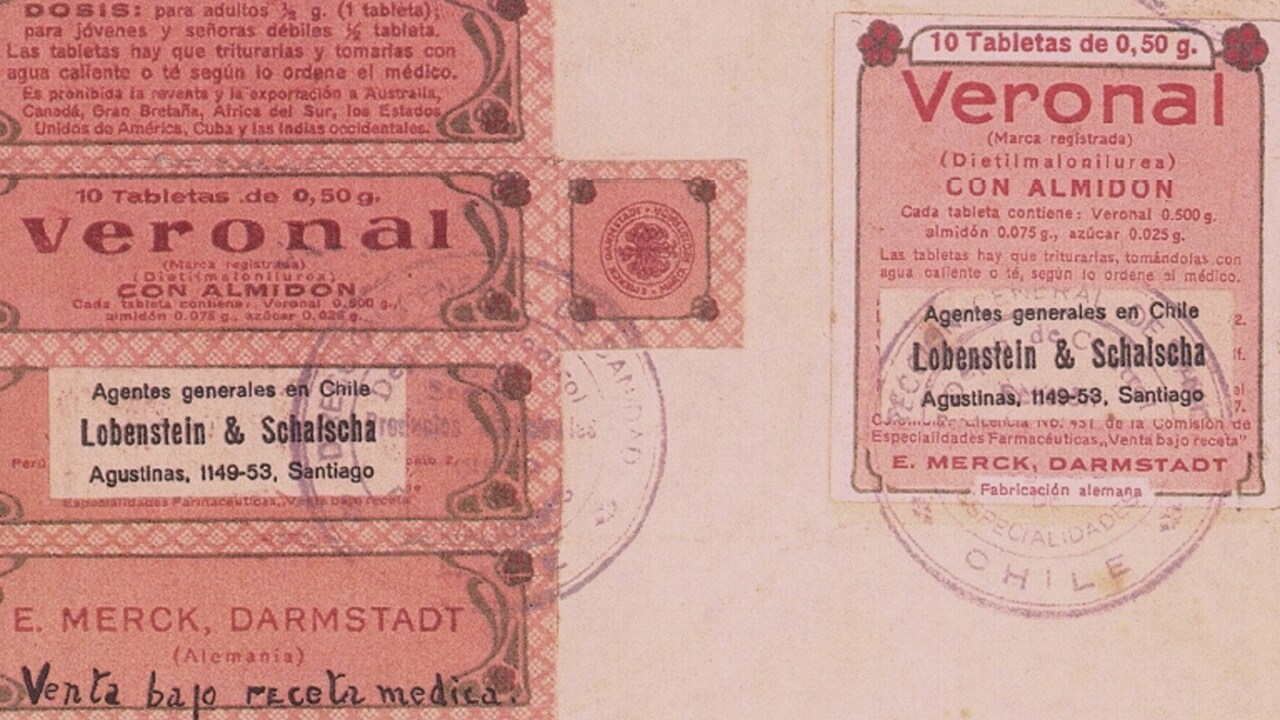 DOSIS: para adultos ½ g. (1 tableta);
para jóvenes y señoras débiles ½ tableta.
Las tabletas hay que triturarlas y tomarlas con
agua caliente o té según lo ordene el médico.
Es prohibida la reventa y la exportación a Australia,
Canadá, Gran Bretaña, África del Sur, los Estados
Unidos de América, Cuba y las Indias occidentales.
10 Tabletas de 0,50 g.
Veronal
(Marca registrada)
(Dietilmalonilurea)
CON ALMIDON
Cada tableta contiene: Veronal 0.500 g.,
almidón 0.075 g., azúcar 0.025 g.
Agentes generales en Chile
Lobenstein & Schalscha
Agustinas, 1149-53, Santiago
Especialidades Farmacéuticas „Venta bajo receta"
E. MERCK, DARMSTADT
(Alemania)
Venta bajo receta medica.
10 Tabletas de 0,50 g.
Veronal
(Marca registrada)
(Dietilmalonilurea)
CON ALMIDON
Cada tableta contiene: Veronal 0.500 g.,
almidón 0.075 g., azúcar 0.025 g.
Las tabletas hay que triturarlas, tomándolas con
agua caliente o té, según lo ordene el médico.
Agentes generales en Chile
Lobenstein & Schalscha
Agustinas, 1149-53, Santiago
Licencia No. 431 de la Comisión de
Especialidades Farmacéuticas „Venta bajo receta"
E. MERCK, DARMSTADT
Fabricación alemana
ESPECIALIDADES
CHILE